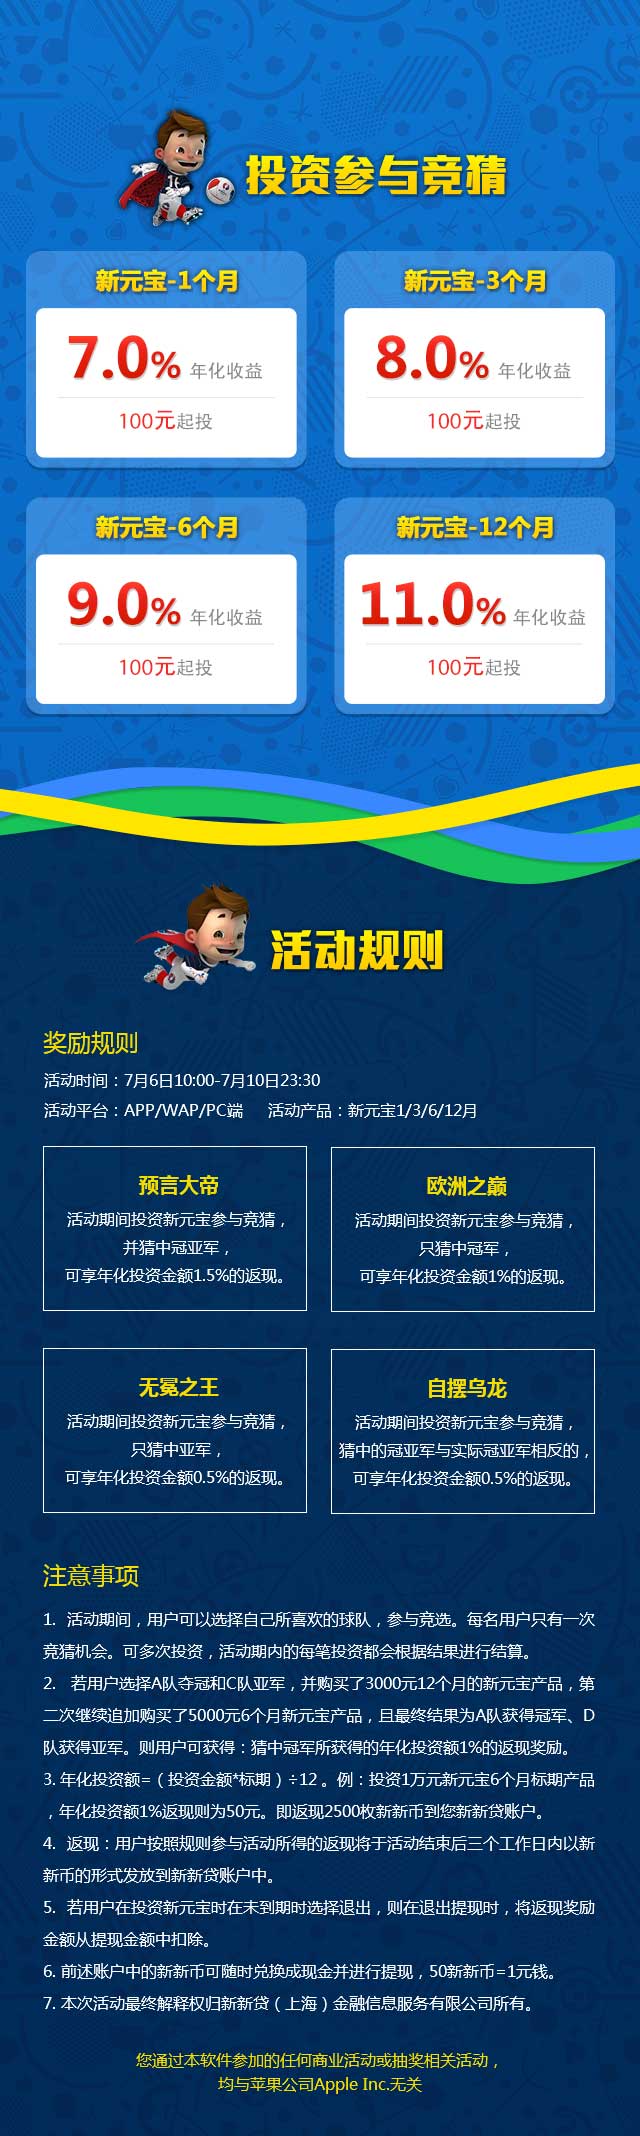 投资参与竞猜
新元宝-1个月
7.0% 年化收益
100元起投
新元宝-3个月
8.0% 年化收益
100元起投
新元宝-6个月
9.0% 年化收益
100元起投
新元宝-12个月
11.0% 年化收益
100元起投
活动规则
奖励规则
活动时间：7月6日10:00-7月10日23:30
活动平台：APP/WAP/PC端 活动产品：新元宝1/3/6/12月
预言大帝
活动期间投资新元宝参与竞猜，
并猜中冠亚军，
可享年化投资金额1.5%的返现。
欧洲之巅
活动期间投资新元宝参与竞猜，
只猜中冠军，
可享年化投资金额1%的返现。
无冕之王
活动期间投资新元宝参与竞猜，
只猜中亚军，
可享年化投资金额0.5%的返现。
自摆乌龙
活动期间投资新元宝参与竞猜，
猜中的冠亚军与实际冠亚军相反的，
可享年化投资金额0.5%的返现。
注意事项
1. 活动期间，用户可以选择自己所喜欢的球队，参与竞选。每名用户只有一次
竞猜机会。可多次投资，活动期内的每笔投资都会根据结果进行结算。
2. 若用户选择A队夺冠和C队亚军，并购买了3000元12个月的新元宝产品，第
二次继续追加购买了5000元6个月新元宝产品，且最终结果为A队获得冠军、D
队获得亚军。则用户可获得：猜中冠军所获得的年化投资额1%的返现奖励。
3. 年化投资额=（投资金额*标期）÷12 。例：投资1万元新元宝6个月标期产品
，年化投资额1%返现则为50元。即返现2500枚新新币到您新新贷账户。
4. 返现：用户按照规则参与活动所得的返现将于活动结束后三个工作日内以新
新币的形式发放到新新贷账户中。
5. 若用户在投资新元宝时在未到期时选择退出，则在退出提现时，将返现奖励
金额从提现金额中扣除。
6. 前述账户中的新新币可随时兑换成现金并进行提现，50新新币=1元钱。
7. 本次活动最终解释权归新新贷（上海）金融信息服务有限公司所有。
您通过本软件参加的任何商业活动或抽奖相关活动，
均与苹果公司Apple Inc.无关